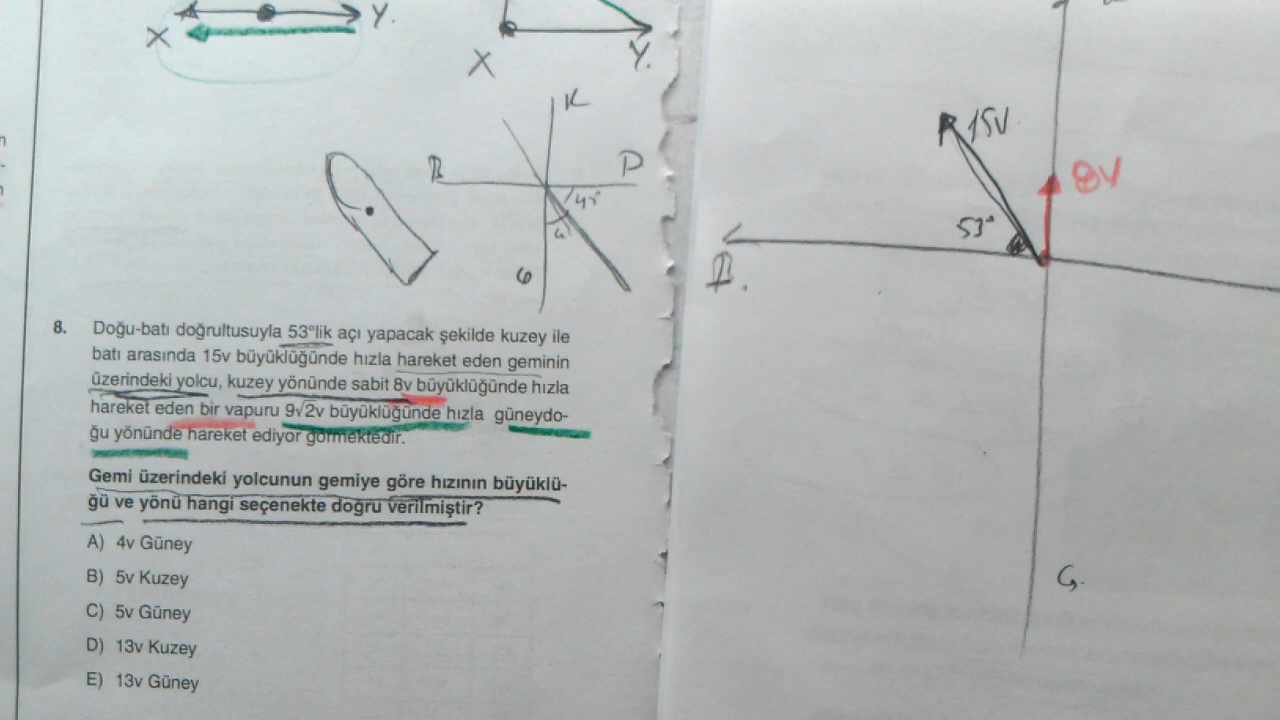 X
Y.
X
Y.
K
B
D
45°
G
15V
8V
53°
B.
G.
8. Doğu-batı doğrultusuyla 53°lik açı yapacak şekilde kuzey ile
batı arasında 15v büyüklüğünde hızla hareket eden geminin
üzerindeki yolcu, kuzey yönünde sabit 8v büyüklüğünde hızla
hareket eden bir vapuru 9√2v büyüklüğünde hızla güneydo-
ğu yönünde hareket ediyor görmektedir.
Gemi üzerindeki yolcunun gemiye göre hızının büyüklü-
ğü ve yönü hangi seçenekte doğru verilmiştir?
A) 4v Güney
B) 5v Kuzey
C) 5v Güney
D) 13v Kuzey
E) 13v Güney